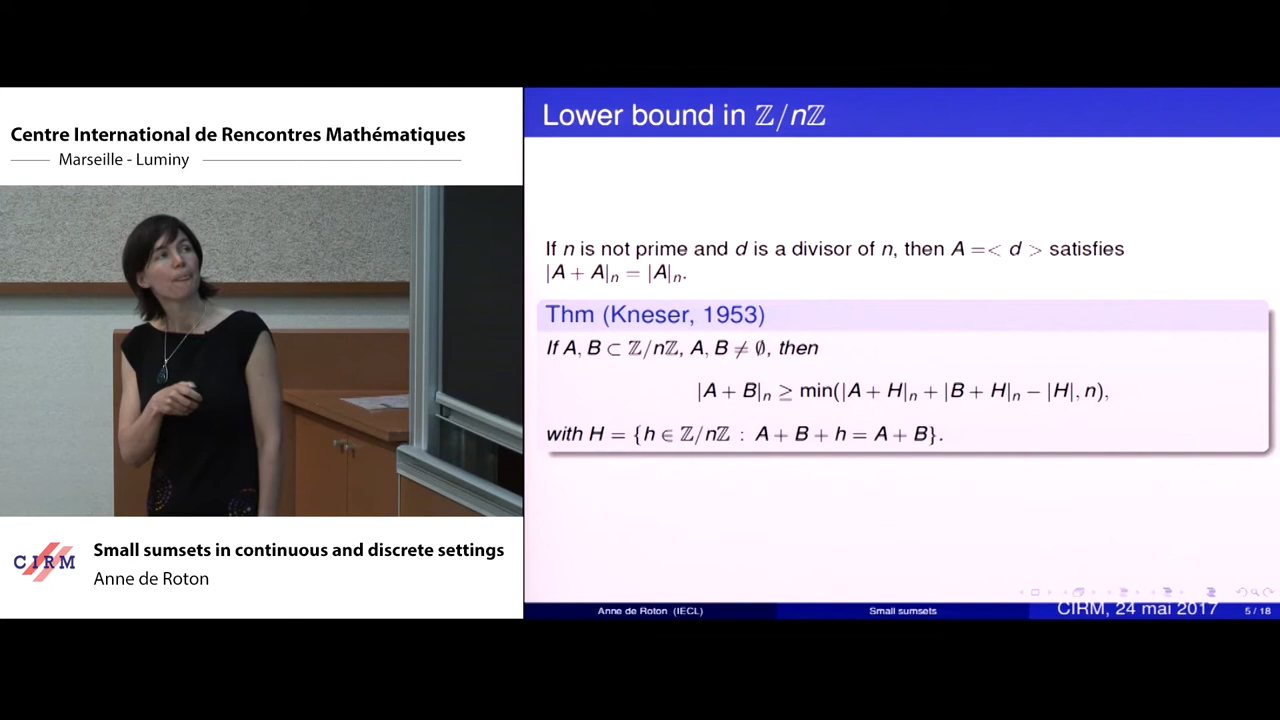 Centre International de Rencontres Mathématiques
Marseille - Luminy
CIRM
Small sumsets in continuous and discrete settings
Anne de Roton
Lower bound in ℤ/nℤ
If n is not prime and d is a divisor of n, then A =< d > satisfies
|A + A|ₙ = |A|ₙ.
Thm (Kneser, 1953)
If A, B ⊂ ℤ/nℤ, A, B ≠ ∅, then
|A + B|ₙ ≥ min(|A + H|ₙ + |B + H|ₙ − |H|, n),
with H = {h ∈ ℤ/nℤ : A + B + h = A + B}.
Anne de Roton (IECL)
Small sumsets
CIRM, 24 mai 2017
5 / 18